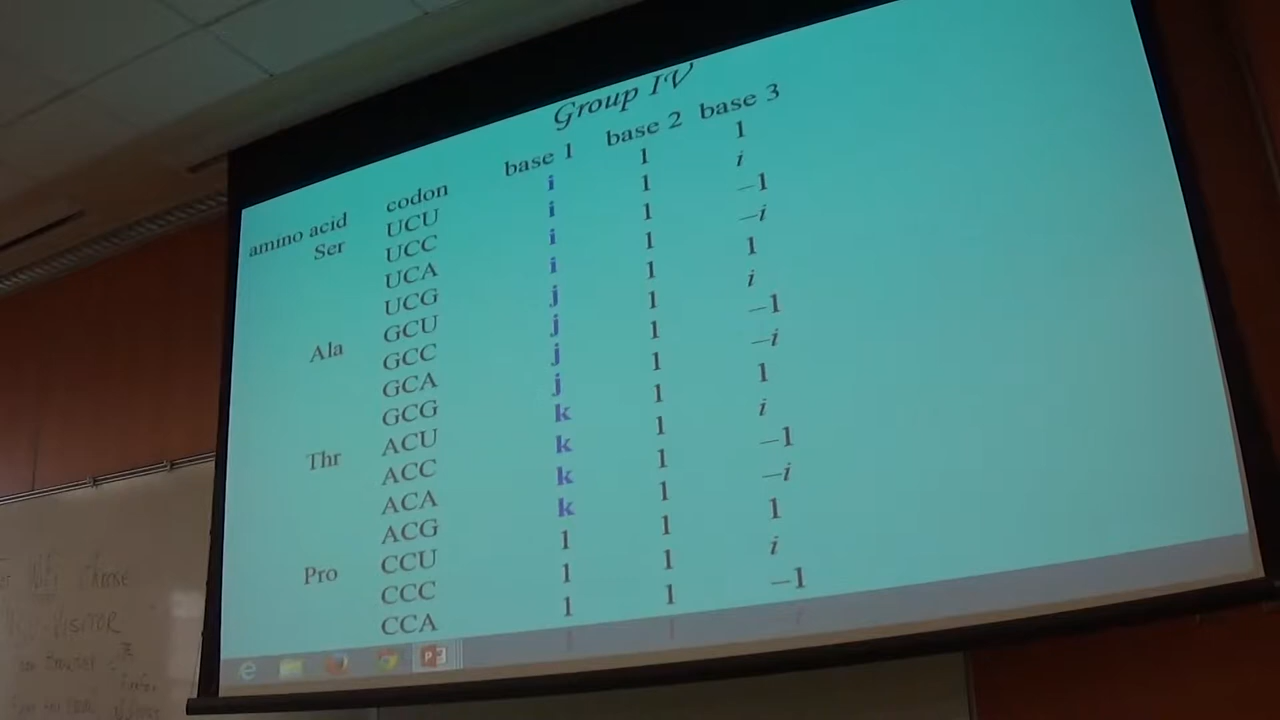 Group IV
amino acid codon base 1 base 2 base 3
Ser UCU i 1 1
UCC i 1 i
UCA i 1 –1
UCG i 1 –i
Ala GCU j 1 1
GCC j 1 i
GCA j 1 –1
GCG j 1 –i
Thr ACU k 1 1
ACC k 1 i
ACA k 1 –1
ACG k 1 –i
Pro CCU 1 1 1
CCC 1 1 i
CCA 1 1 –1